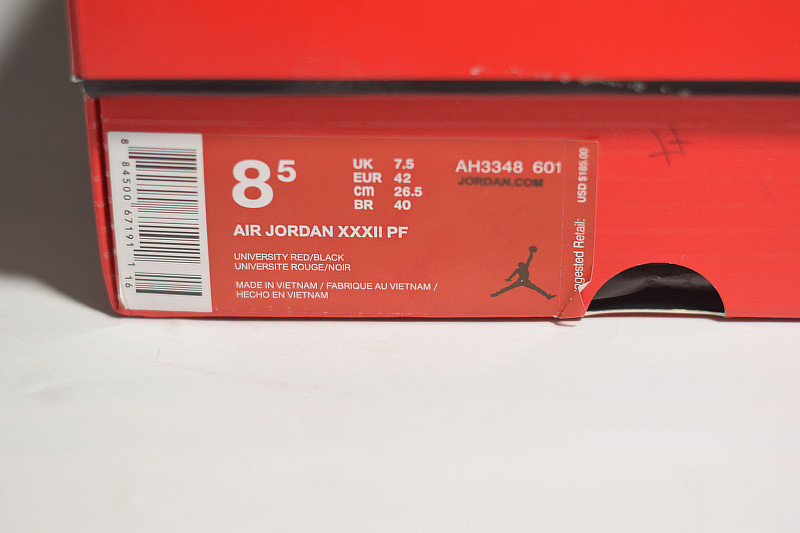 8 84500 67191 16
8⁵
UK 7.5
EUR 42
cm 26.5
BR 40
AH3348 601
JORDAN.COM
AIR JORDAN XXXII PF
UNIVERSITY RED/BLACK
UNIVERSITE ROUGE/NOIR
MADE IN VIETNAM / FABRIQUE AU VIETNAM /
HECHO EN VIETNAM
ggested Retail: USD $185.00